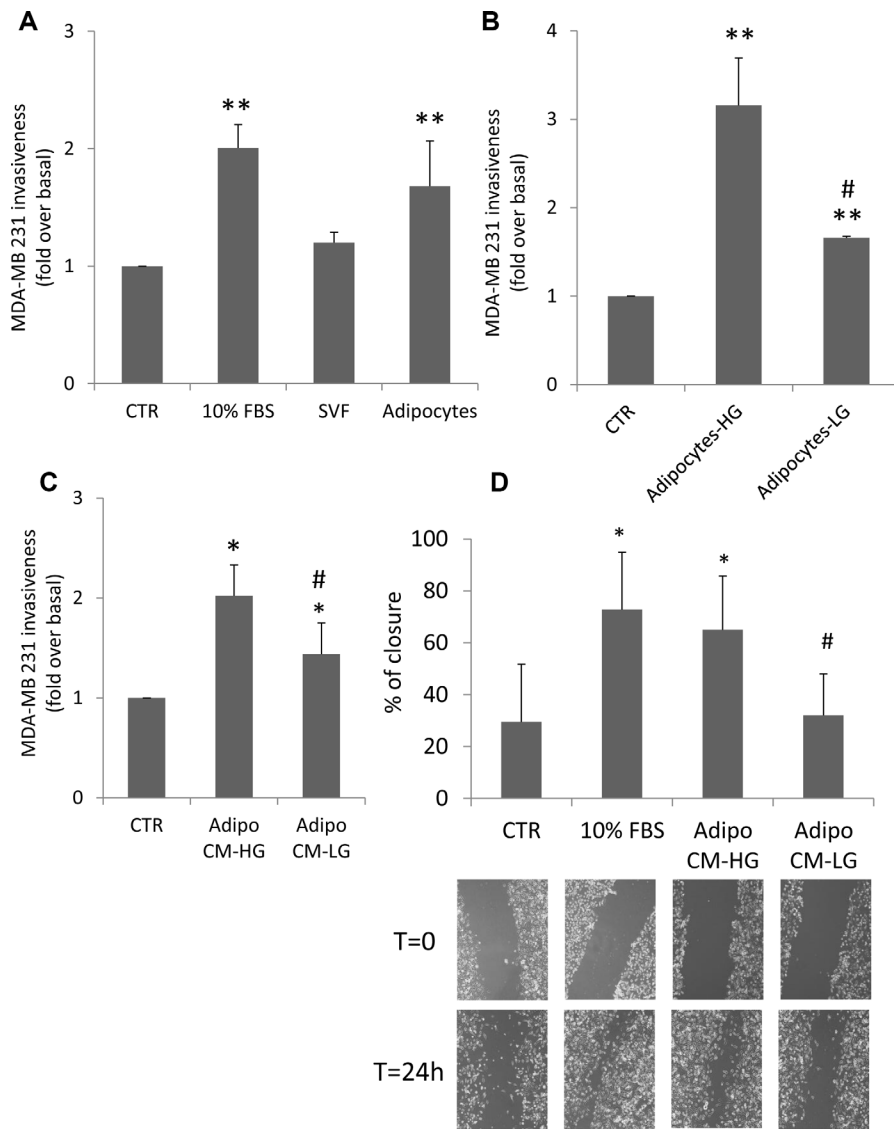 A
MDA-MB 231 invasiveness
(fold over basal)
3
2
1
0
**
**
CTR
10% FBS
SVF
Adipocytes
B
MDA-MB 231 invasiveness
(fold over basal)
4
3
2
1
0
**
#
**
CTR
Adipocytes-HG
Adipocytes-LG
C
MDA-MB 231 invasiveness
(fold over basal)
3
2
1
0
*
#
*
CTR
Adipo
CM-HG
Adipo
CM-LG
D
% of closure
100
80
60
40
20
0
*
*
#
CTR
10% FBS
Adipo
CM-HG
Adipo
CM-LG
T=0
T=24h